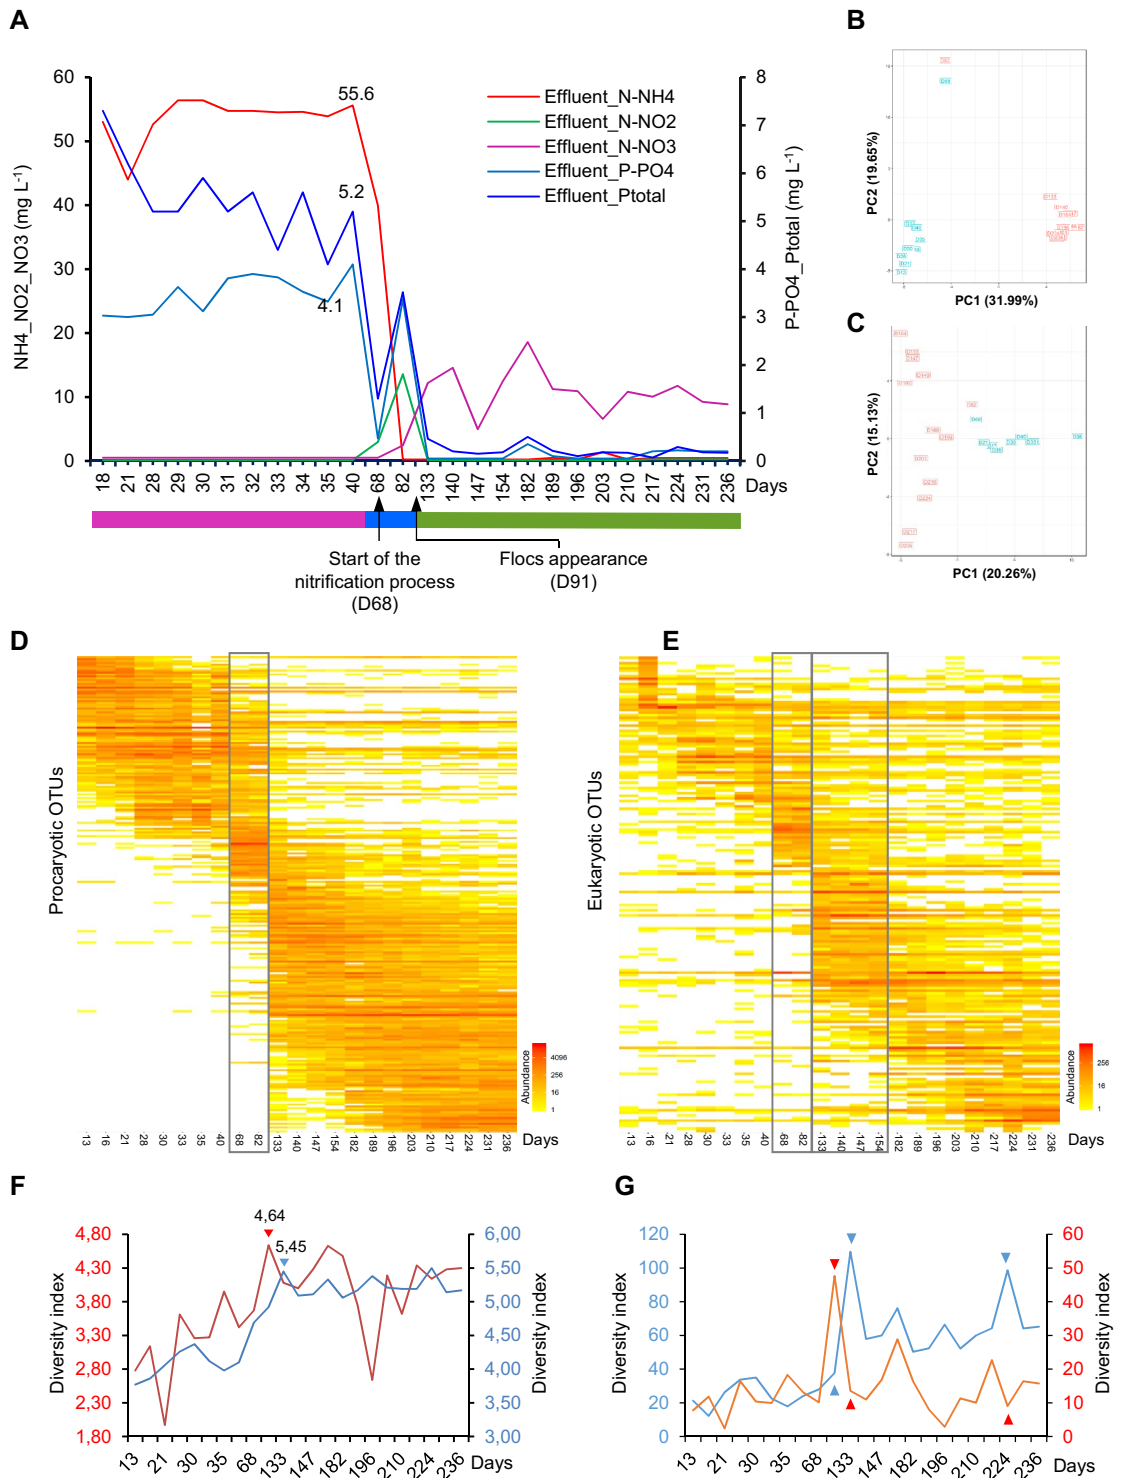 A
60
50
40
30
20
10
0
NH4_NO2_NO3 (mg L-1)
55.6
5.2
4.1
Effluent_N-NH4
Effluent_N-NO2
Effluent_N-NO3
Effluent_P-PO4
Effluent_Ptotal
8
7
6
5
4
3
2
1
0
P-PO4_Ptotal (mg L-1)
18 21 28 29 30 31 32 33 34 35 40 68 82 133 140 147 154 182 189 196 203 210 217 224 231 236 Days
Start of the
nitrification process
(D68)
Flocs appearance
(D91)
B
PC2 (19.65%)
PC1 (31.99%)
C
PC2 (15.13%)
PC1 (20.26%)
D
Procaryotic OTUs
Abundance
4096
256
16
1
13 16 21 28 30 33 35 40 68 82 133 140 147 154 182 189 196 203 210 217 224 231 236 Days
E
Eukaryotic OTUs
Abundance
256
16
1
13 16 21 28 30 33 35 40 68 82 133 140 147 154 182 189 196 203 210 217 224 231 236 Days
F
4,80
4,30
3,80
3,30
2,80
2,30
1,80
Diversity index
4,64
5,45
6,00
5,50
5,00
4,50
4,00
3,50
3,00
Diversity index
13 21 30 35 68 133 147 182 196 210 224 236 Days
G
120
100
80
60
40
20
0
Diversity index
60
50
40
30
20
10
0
Diversity index
13 21 30 35 68 133 147 182 196 210 224 236 Days